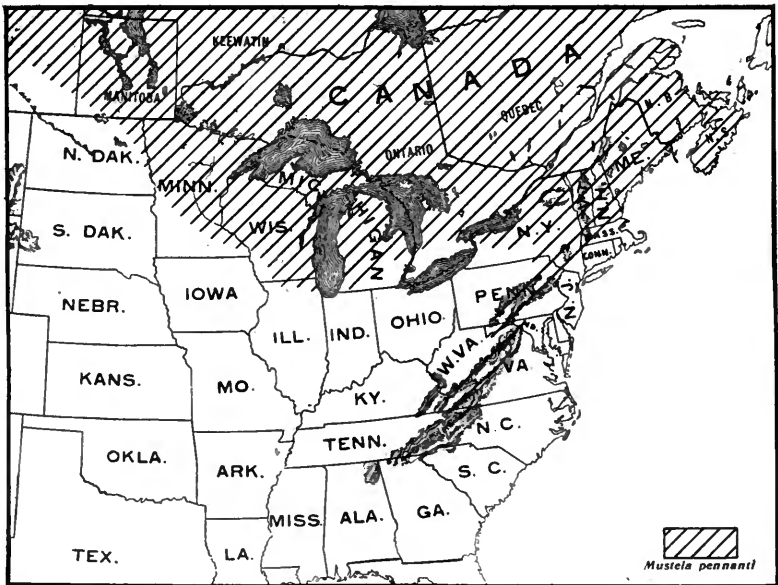 KEEWATIN
CANADA
MANITOBA
QUEBEC
ONTARIO
N.B.
N.S.
ME.
N. DAK.
MINN.
MICHIGAN
WIS.
N.Y.
MASS.
CONN.
S. DAK.
IOWA
PENN.
N.J.
NEBR.
ILL.
IND.
OHIO
W.VA.
VA.
KANS.
MO.
KY.
OKLA.
ARK.
TENN.
N.C.
S. C.
MISS.
ALA.
GA.
TEX.
LA.
Mustela pennanti